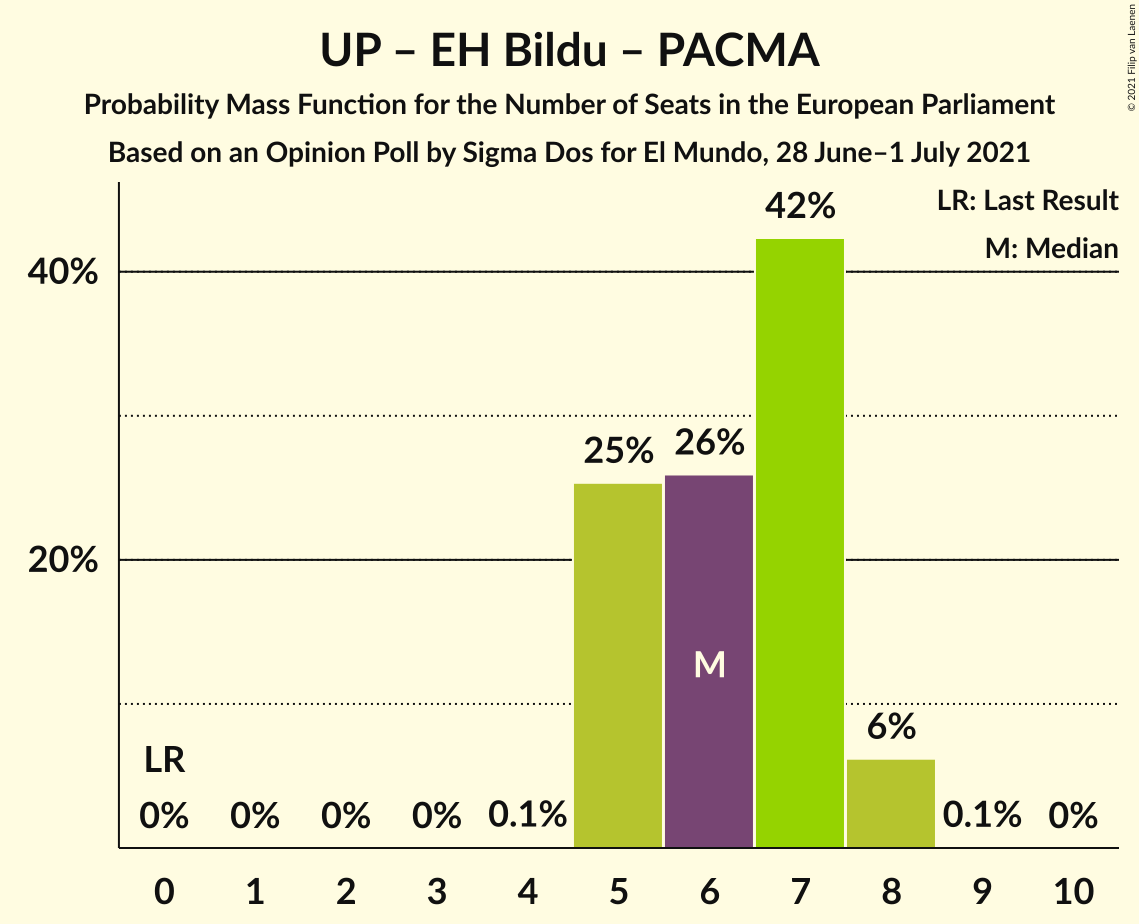 UP – EH Bildu – PACMA
Probability Mass Function for the Number of Seats in the European Parliament
Based on an Opinion Poll by Sigma Dos for El Mundo, 28 June–1 July 2021
© 2021 Filip van Laenen
LR: Last Result
M: Median
42%
40%
25%
26%
20%
M
6%
LR
0%
0%
0%
0%
0.1%
0.1%
0%
0 1 2 3 4 5 6 7 8 9 10